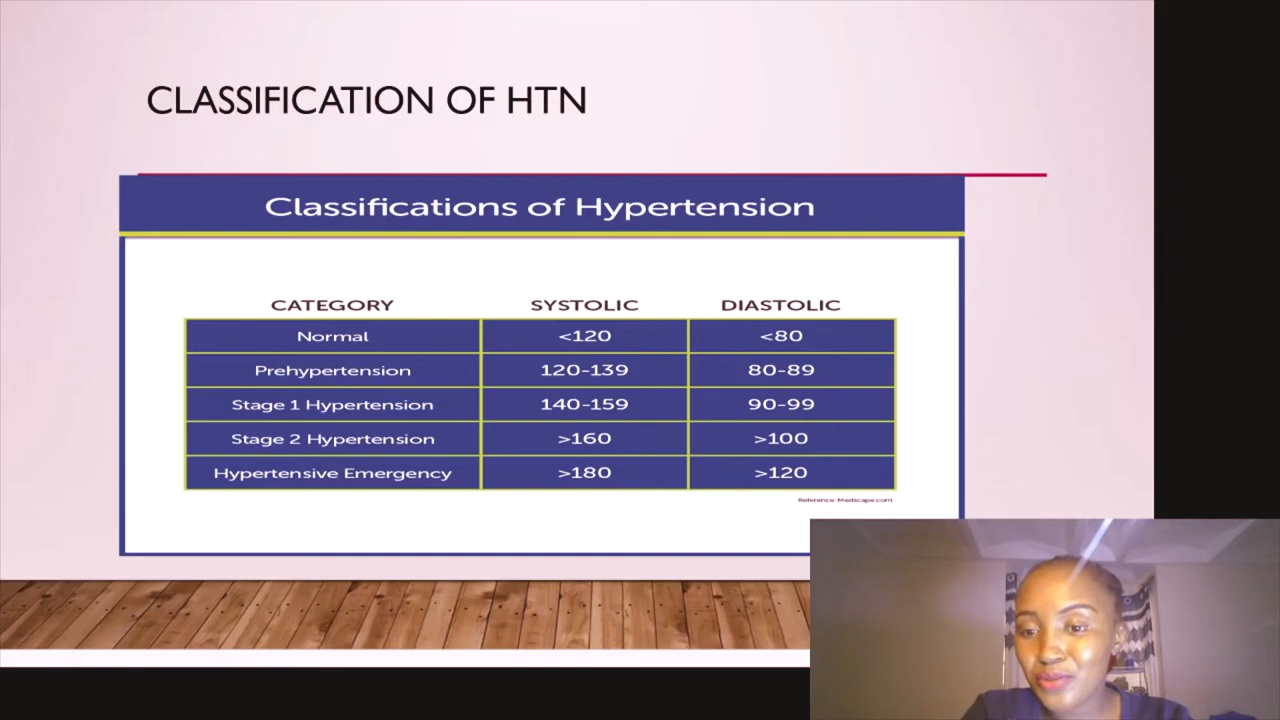 CLASSIFICATION OF HTN
Classifications of Hypertension
CATEGORY SYSTOLIC DIASTOLIC
Normal <120 <80
Prehypertension 120-139 80-89
Stage 1 Hypertension 140-159 90-99
Stage 2 Hypertension >160 >100
Hypertensive Emergency >180 >120
Reference: Medscape.com